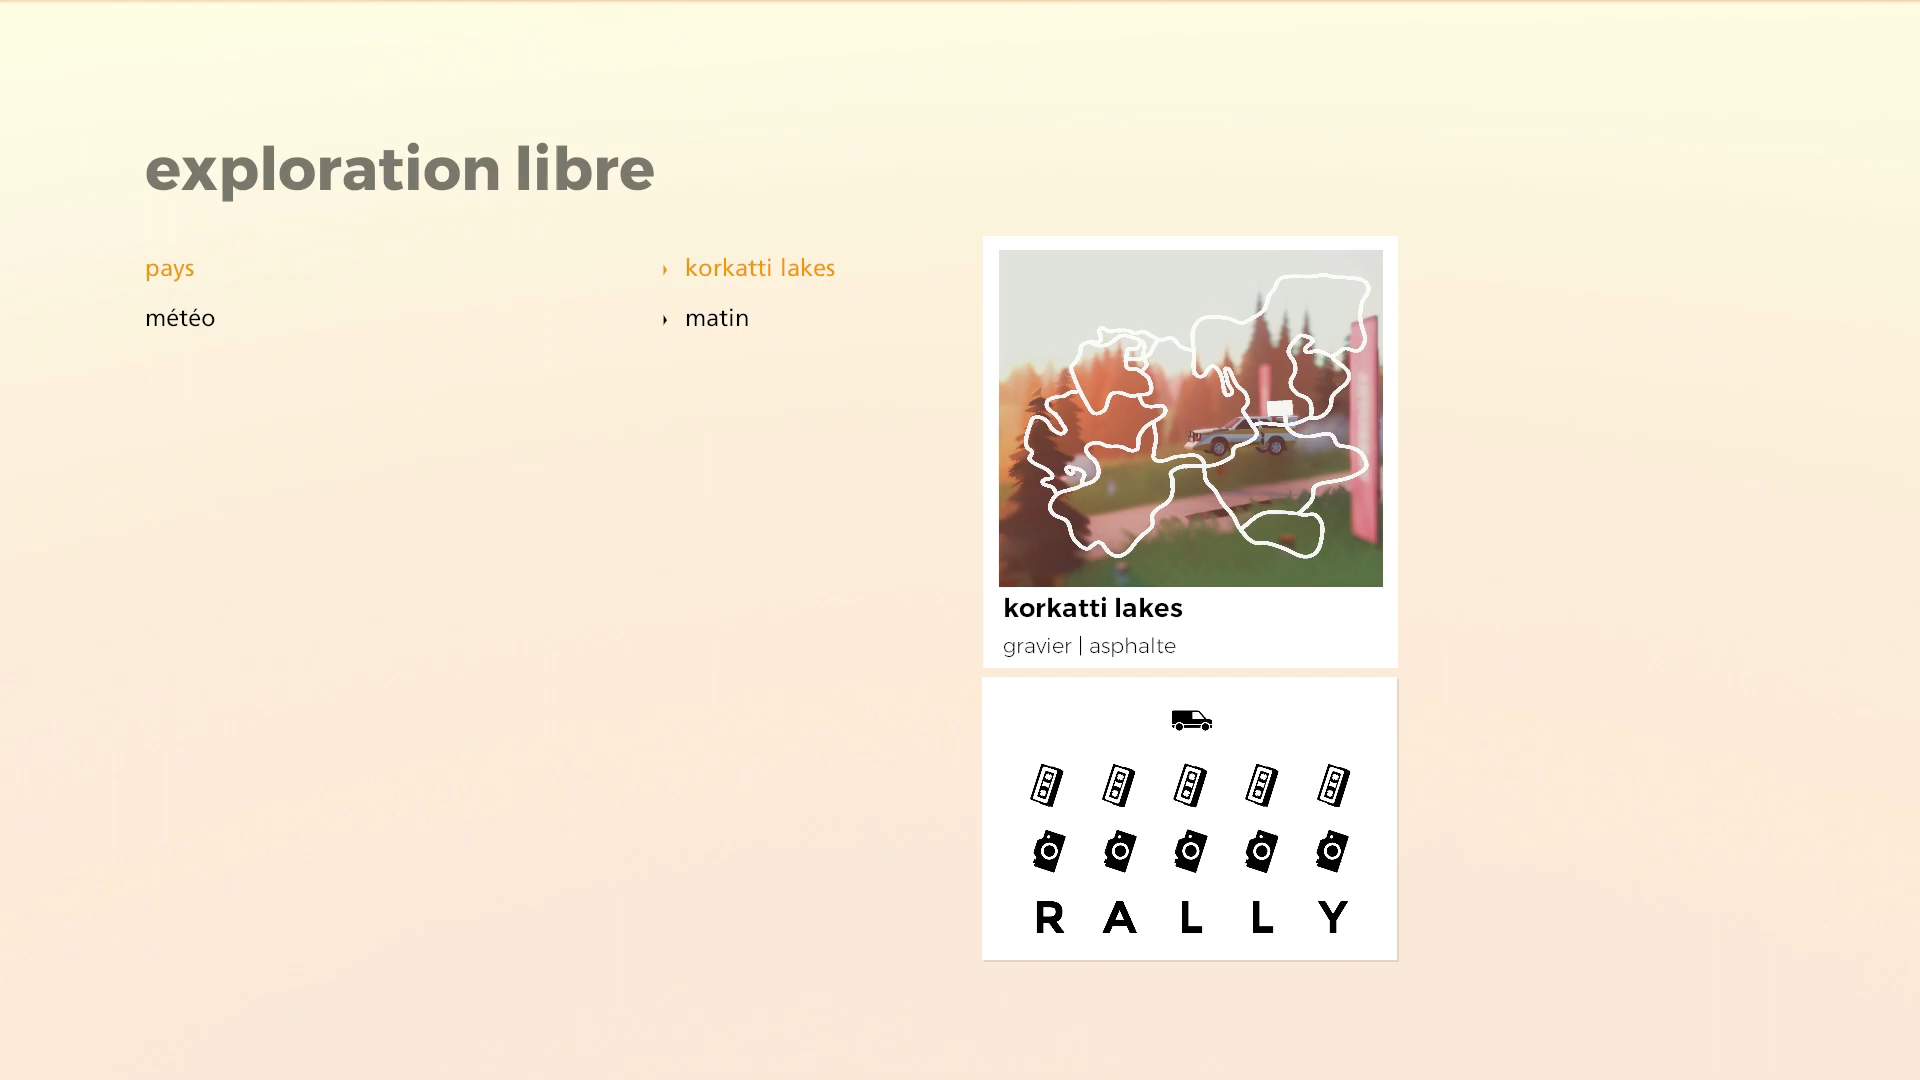 exploration libre
pays korkatti lakes
météo matin
korkatti lakes
gravier | asphalte
R A L L Y